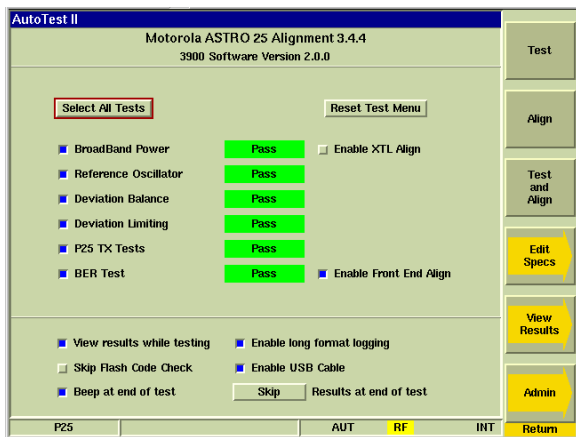 AutoTest II
Motorola ASTRO 25 Alignment 3.4.4
3900 Software Version 2.0.0
Select All Tests
Reset Test Menu
BroadBand Power
Pass
Enable XTL Align
Reference Oscillator
Pass
Deviation Balance
Pass
Deviation Limiting
Pass
P25 TX Tests
Pass
BER Test
Pass
Enable Front End Align
View results while testing
Enable long format logging
Skip Flash Code Check
Enable USB Cable
Beep at end of test
Skip
Results at end of test
P25
AUT
RF
INT
Test
Align
Test
and
Align
Edit
Specs
View
Results
Admin
Return